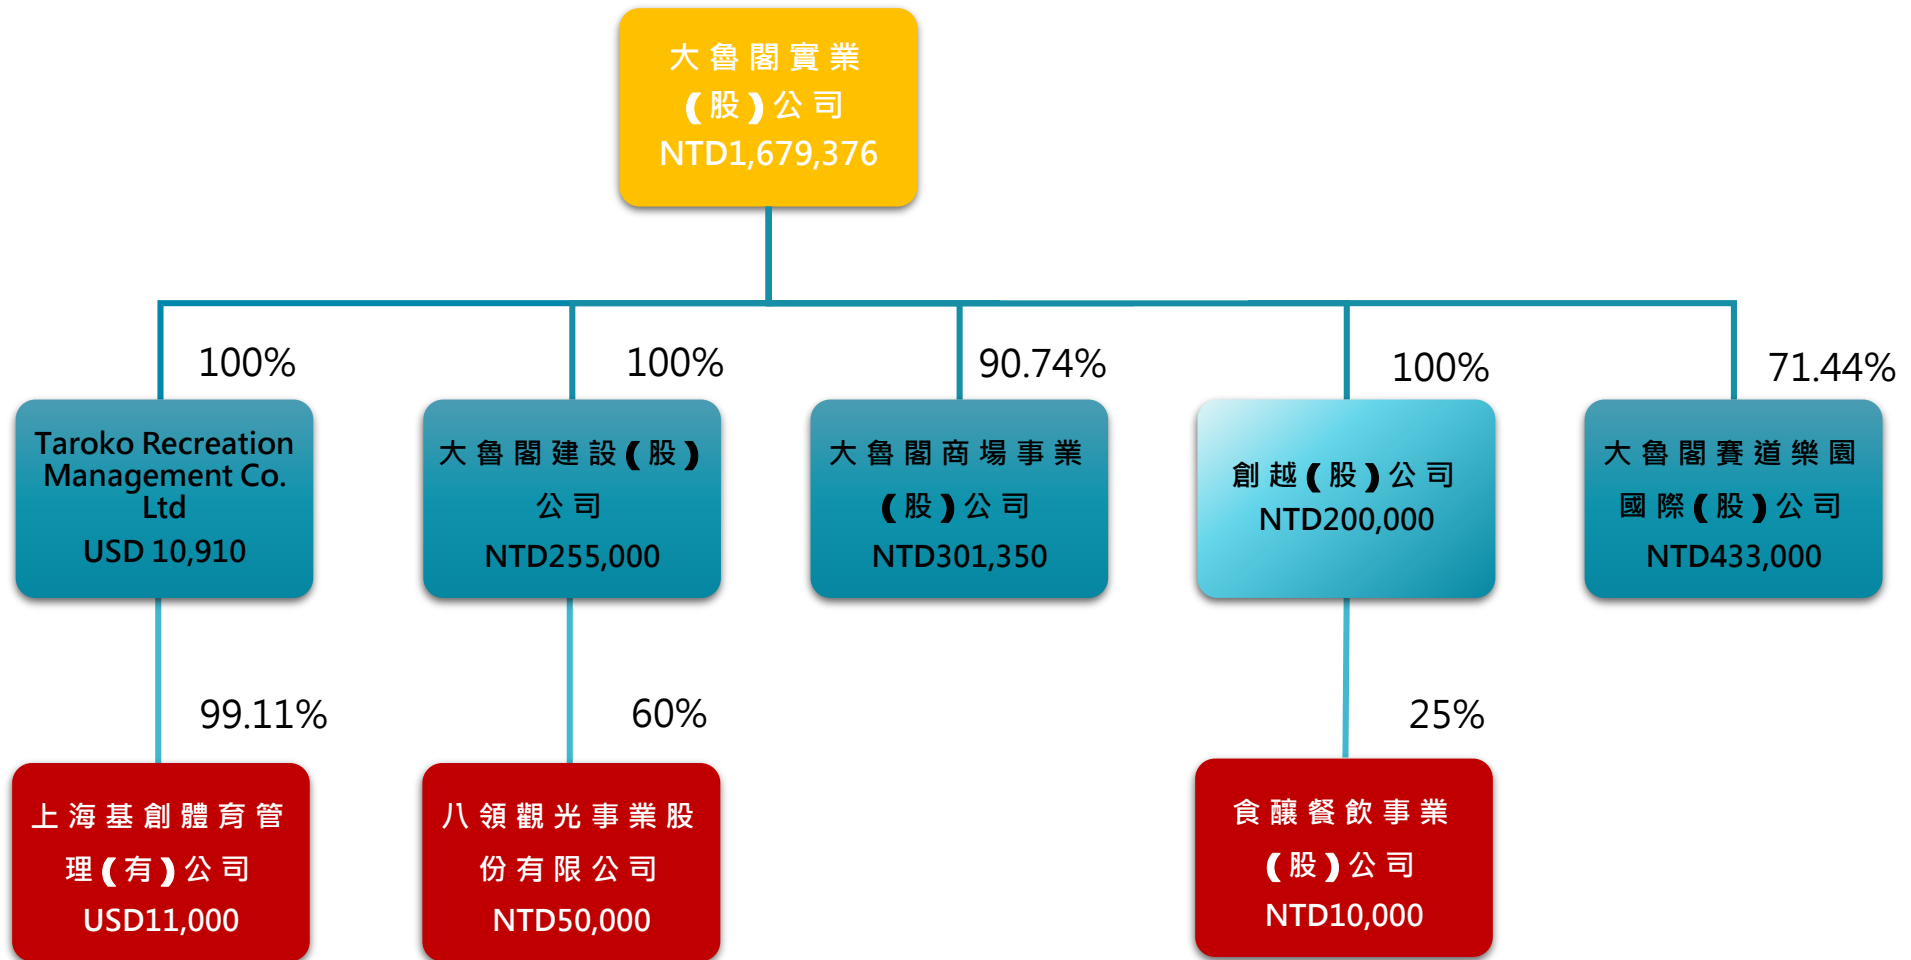 大魯閣實業
(股)公司
NTD1,679,376
100%
100%
90.74%
100%
71.44%
Taroko Recreation
Management Co.
Ltd
USD 10,910
大魯閣建設(股)
公司
NTD255,000
大魯閣商場事業
(股)公司
NTD301,350
創越(股)公司
NTD200,000
大魯閣賽道樂園
國際(股)公司
NTD433,000
99.11%
60%
25%
上海基創體育管
理(有)公司
USD11,000
八領觀光事業股
份有限公司
NTD50,000
食釀餐飲事業
(股)公司
NTD10,000